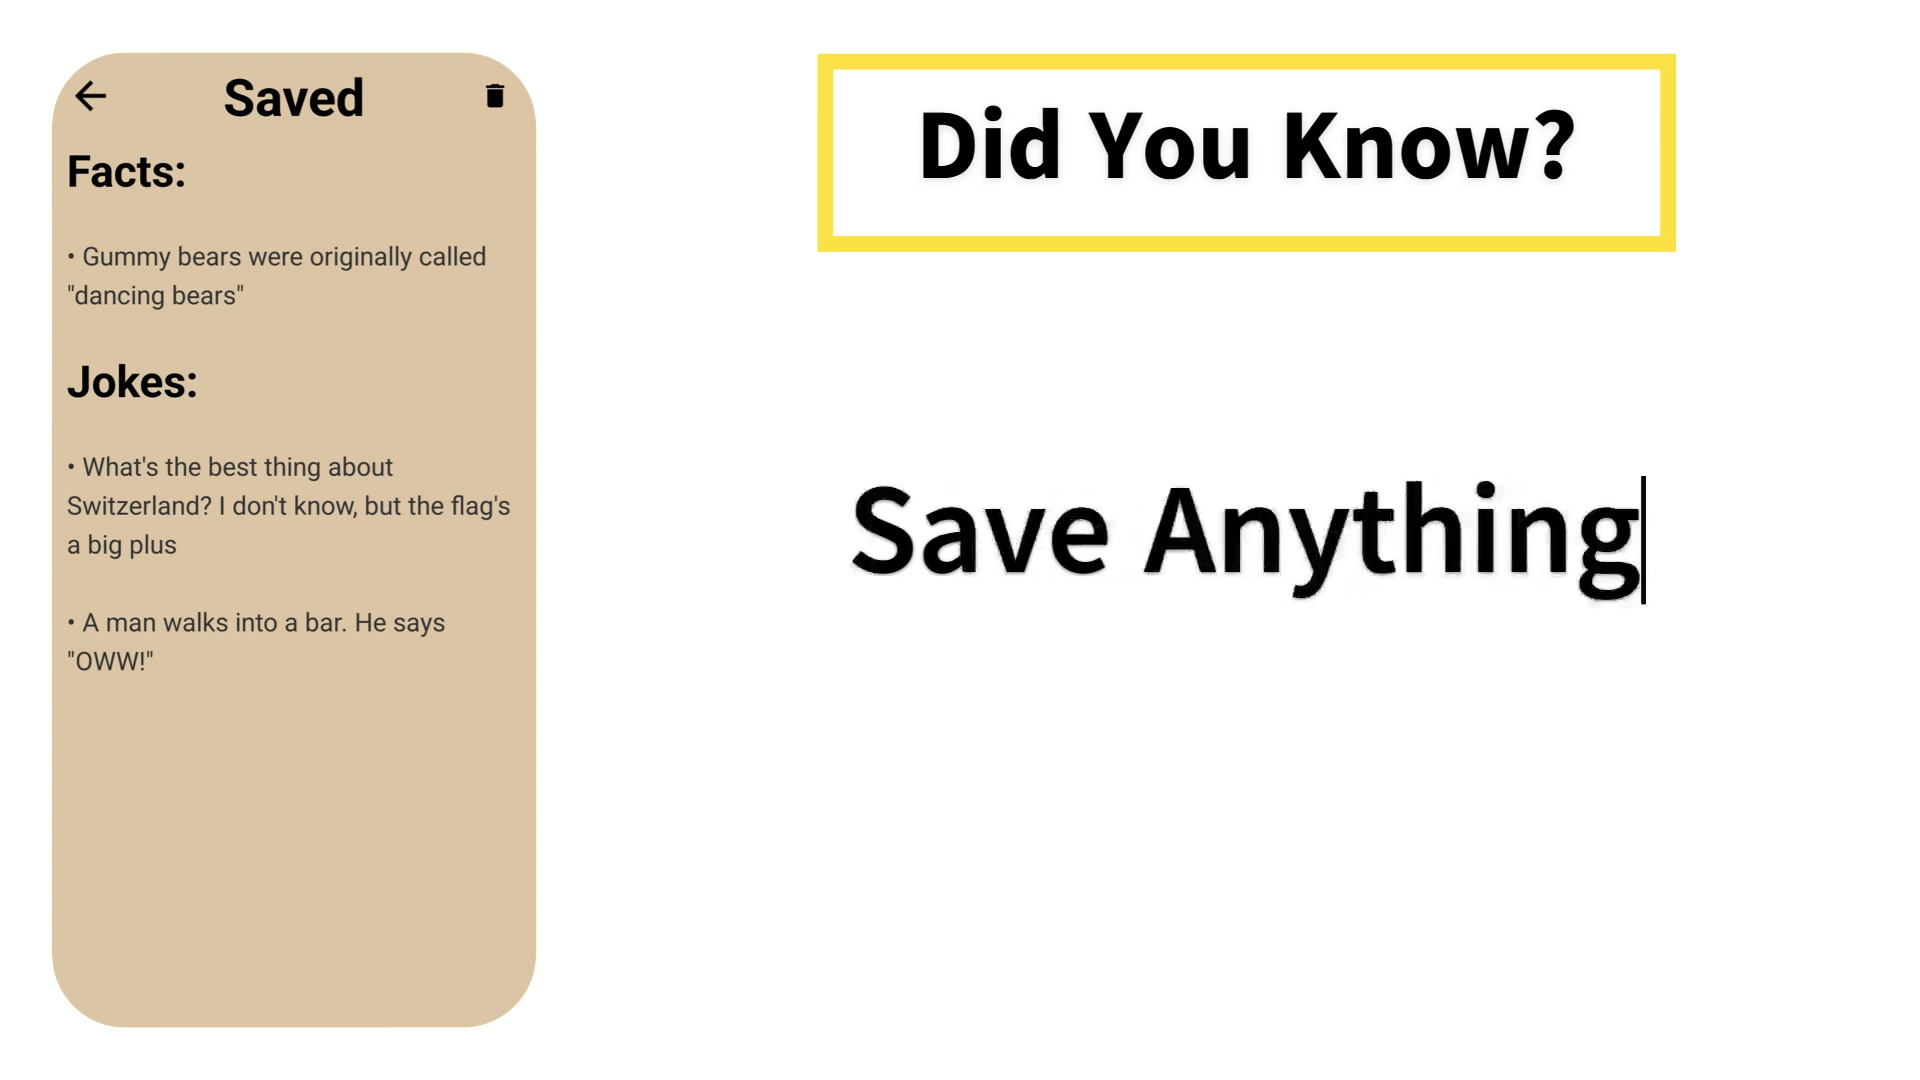 Saved
Facts:
• Gummy bears were originally called
"dancing bears"
Jokes:
• What's the best thing about
Switzerland? I don't know, but the flag's
a big plus
• A man walks into a bar. He says
"OWW!"
Did You Know?
Save Anything